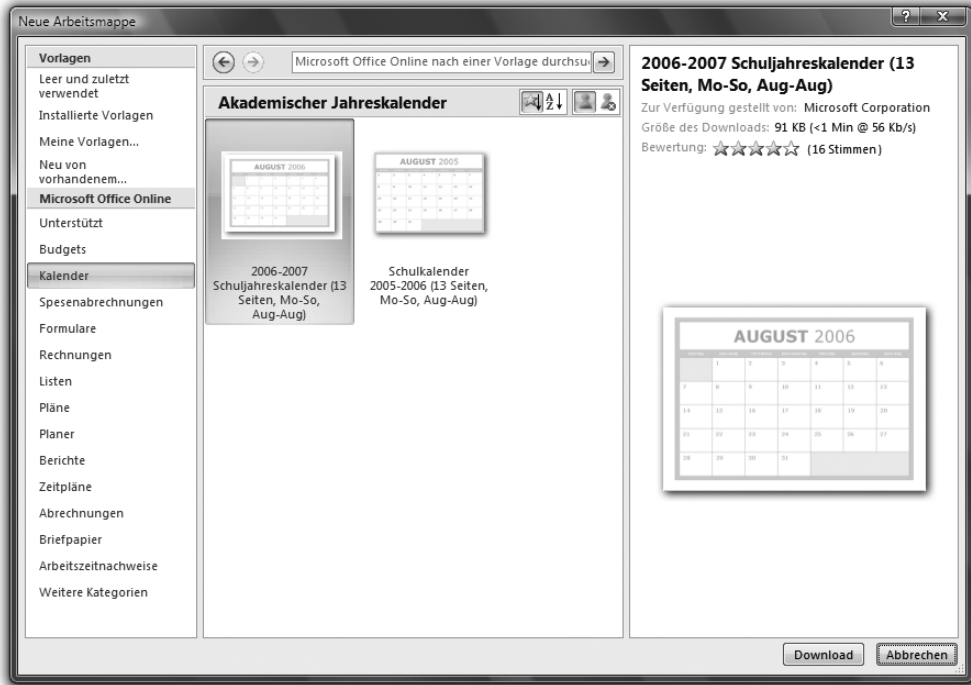 Neue Arbeitsmappe
Vorlagen
Leer und zuletzt
verwendet
Installierte Vorlagen
Meine Vorlagen...
Neu von
vorhandenem...
Microsoft Office Online
Unterstützt
Budgets
Kalender
Spesenabrechnungen
Formulare
Rechnungen
Listen
Pläne
Planer
Berichte
Zeitpläne
Abrechnungen
Briefpapier
Arbeitszeitnachweise
Weitere Kategorien
Microsoft Office Online nach einer Vorlage durchsu
Akademischer Jahreskalender
AUGUST 2006
2006-2007
Schuljahreskalender (13
Seiten, Mo-So,
Aug-Aug)
AUGUST 2005
Schulkalender
2005-2006 (13 Seiten,
Mo-So, Aug-Aug)
2006-2007 Schuljahreskalender (13
Seiten, Mo-So, Aug-Aug)
Zur Verfügung gestellt von: Microsoft Corporation
Größe des Downloads: 91 KB (<1 Min @ 56 Kb/s)
Bewertung: (16 Stimmen)
AUGUST 2006
1 2 3 4 5 6
7 8 9 10 11 12 13
14 15 16 17 18 19 20
21 22 23 24 25 26 27
28 29 30 31
Download
Abbrechen